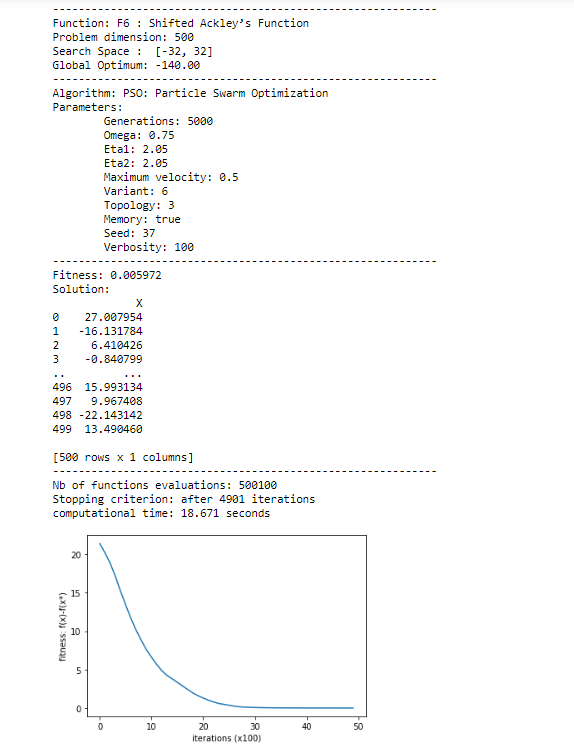 ------------------------------------------------------------
Function: F6 : Shifted Ackley’s Function
Problem dimension: 500
Search Space :  [-32, 32]
Global Optimum: -140.00
------------------------------------------------------------
Algorithm: PSO: Particle Swarm Optimization
Parameters:
Generations: 5000
Omega: 0.75
Eta1: 2.05
Eta2: 2.05
Maximum velocity: 0.5
Variant: 6
Topology: 3
Memory: true
Seed: 37
Verbosity: 100
------------------------------------------------------------
Fitness: 0.005972
Solution:
X
0    27.007954
1   -16.131784
2     6.410426
3    -0.840799
..         ...
496  15.993134
497   9.967408
498 -22.143142
499  13.490460
[500 rows x 1 columns]
------------------------------------------------------------
Nb of functions evaluations: 500100
Stopping criterion: after 4901 iterations
computational time: 18.671 seconds
20
15
10
5
0
fitness: f(x)-f(x*)
0 10 20 30 40 50
iterations (x100)